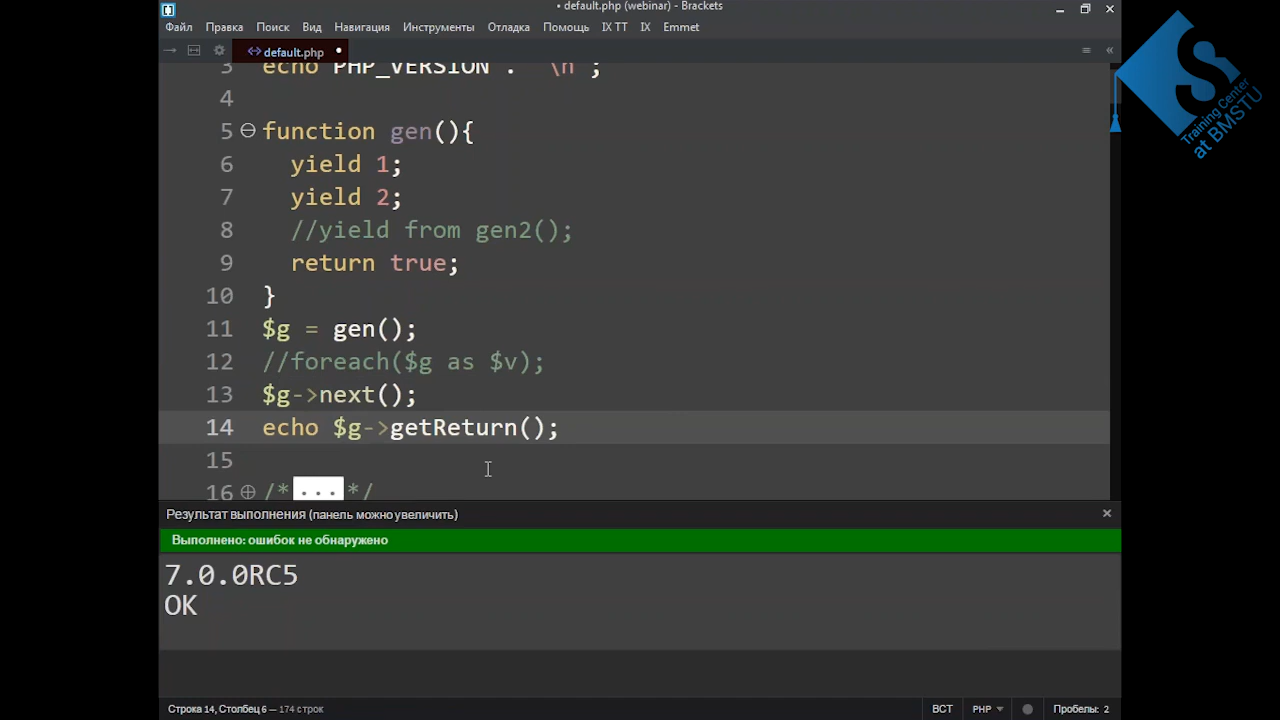 • default.php (webinar) - Brackets
Файл Правка Поиск Вид Навигация Инструменты Отладка Помощь IX TT IX Emmet
default.php •
3 echo PHP_VERSION . "\n";
4
5 function gen(){
6 yield 1;
7 yield 2;
8 //yield from gen2();
9 return true;
10 }
11 $g = gen();
12 //foreach($g as $v);
13 $g->next();
14 echo $g->getReturn();
15
16 /*...*/
Результат выполнения (панель можно увеличить)
Выполнено: ошибок не обнаружено
7.0.0RC5
OK
Строка 14, Столбец 6 — 174 строк ВСТ PHP Пробелы: 2
Training Center
at BMSTU